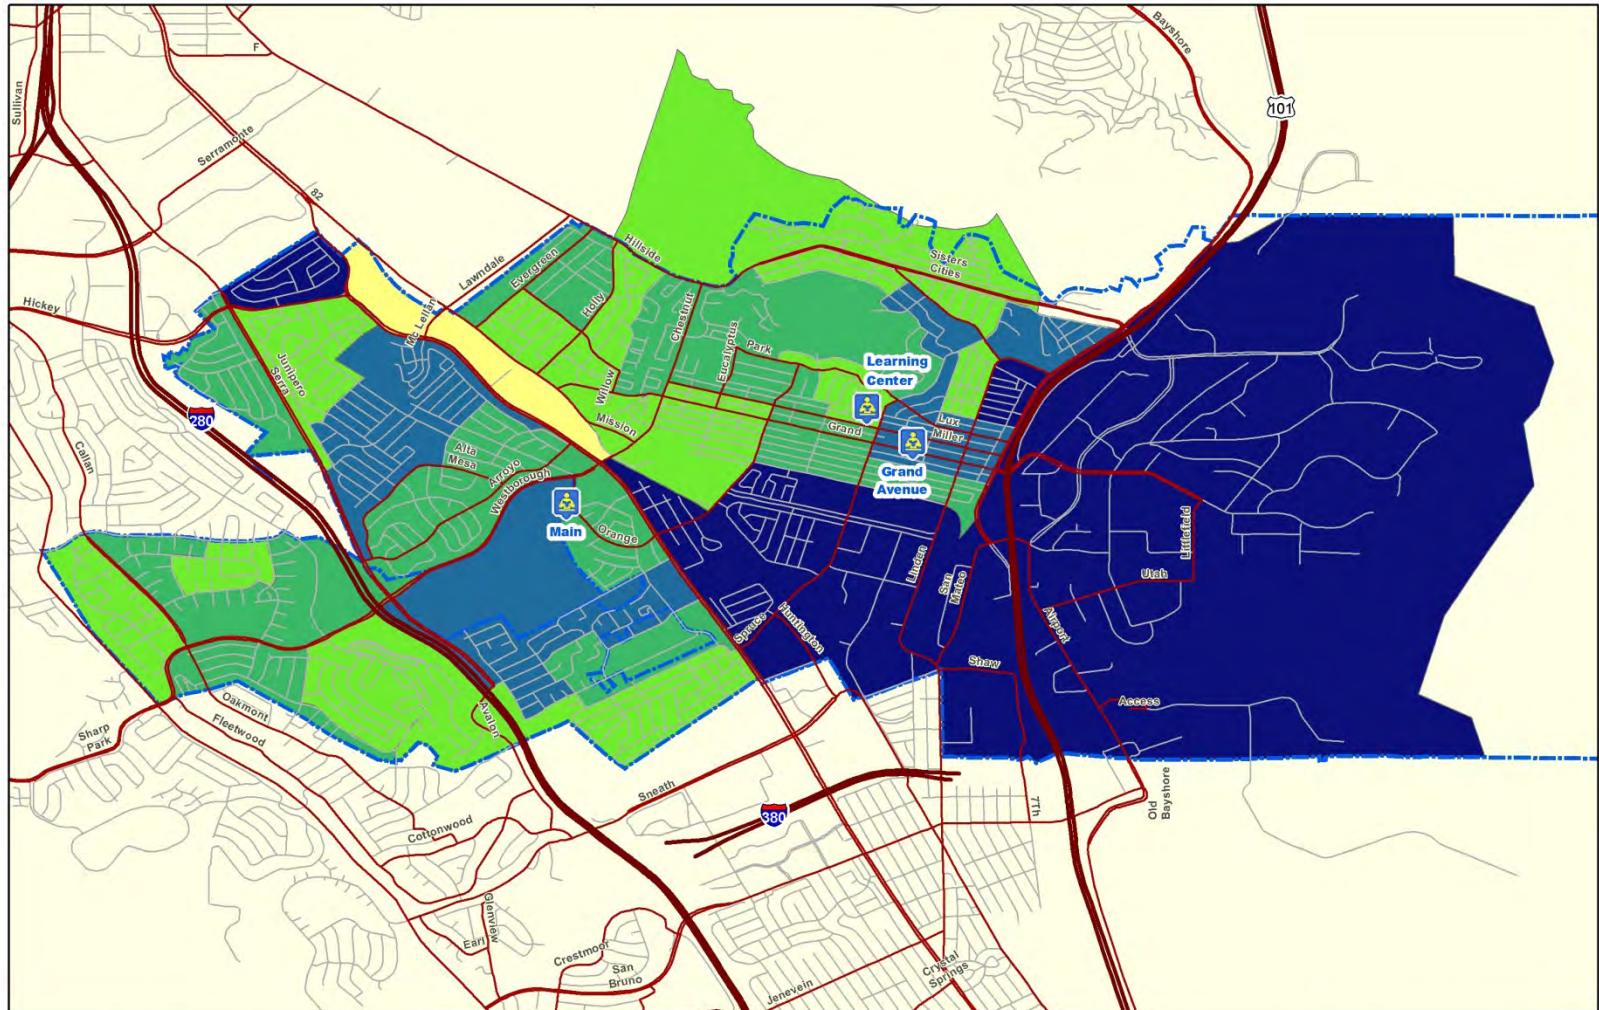 Bayshore
F
101
Sullivan
Serramonte
82
Hillside
Lawndale
Evergreen
Sisters
Cities
Holly
Hickey
Mc Lellan
Chestnut
Eucalyptus
Park
Learning
Center
Junipero
Serra
Willow
280
Mission
Grand
Lux
Miller
Callan
Alta
Mesa
Arroyo
Westborough
Grand
Avenue
Main
Orange
Littlefield
Linden
San
Mateo
Utah
Spruce
Huntington
Airport
Shaw
Oakmont
Fleetwood
Avalon
Access
Sharp
Park
Sneath
380
7Th
Old
Bayshore
Cottonwood
Glenview
Earl
Crestmoor
San
Bruno
Crystal
Springs
Jenevein